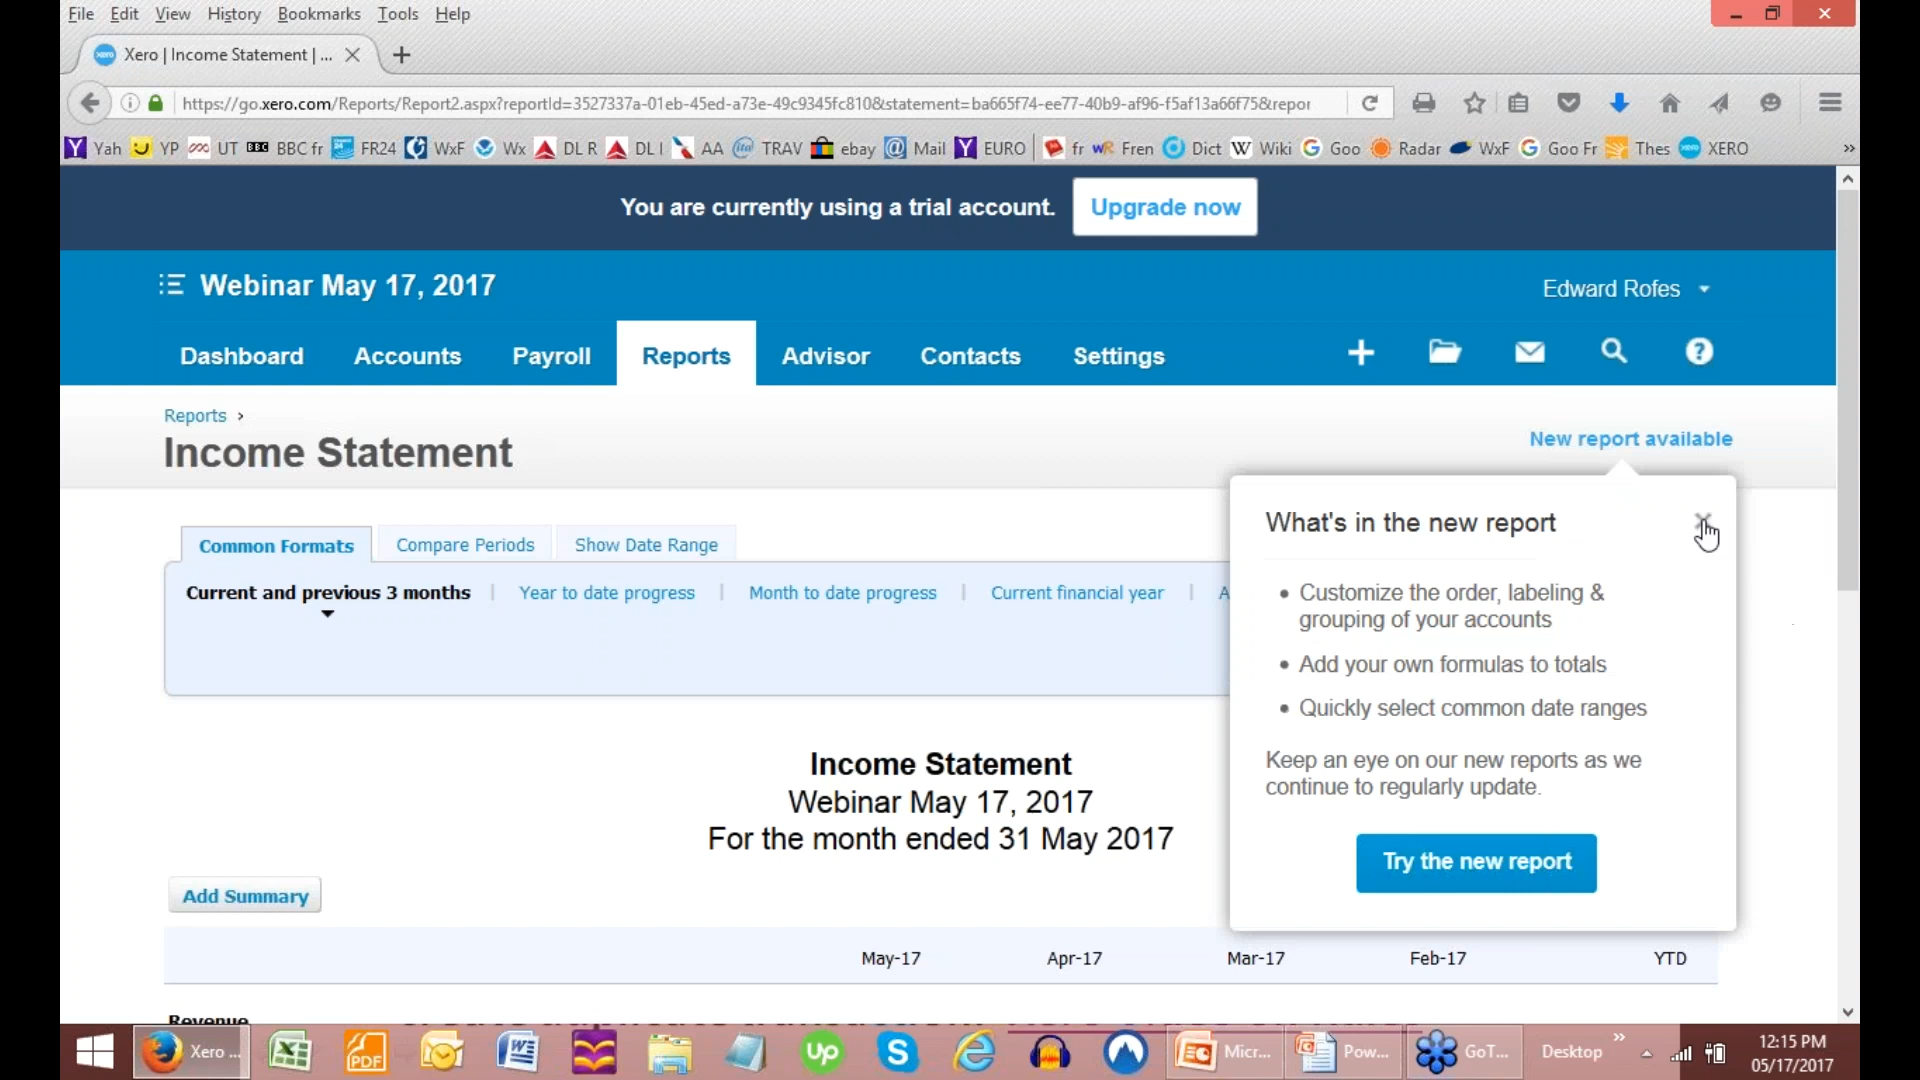 File Edit View History Bookmarks Tools Help
Xero | Income Statement | ...
https://go.xero.com/Reports/Report2.aspx?reportId=3527337a-01eb-45ed-a73e-49c9345fc810&statement=ba665f74-ee77-40b9-af96-f5af13a66f75&repor
Yah YP UT BBC fr FR24 WxF Wx DL R DL I AA TRAV ebay Mail EURO fr Fren Dict Wiki Goo Radar WxF Goo Fr Thes XERO »
You are currently using a trial account. Upgrade now
Webinar May 17, 2017
Edward Rofes
Dashboard Accounts Payroll Reports Advisor Contacts Settings
Reports ›
Income Statement
New report available
What's in the new report
• Customize the order, labeling &
grouping of your accounts
• Add your own formulas to totals
• Quickly select common date ranges
Keep an eye on our new reports as we
continue to regularly update.
Try the new report
Common Formats Compare Periods Show Date Range
Current and previous 3 months Year to date progress Month to date progress Current financial year A
Income Statement
Webinar May 17, 2017
For the month ended 31 May 2017
Add Summary
May-17 Apr-17 Mar-17 Feb-17 YTD
Revenue
Xero ... PDF Up Micr... Pow... GoT... Desktop »
12:15 PM
05/17/2017